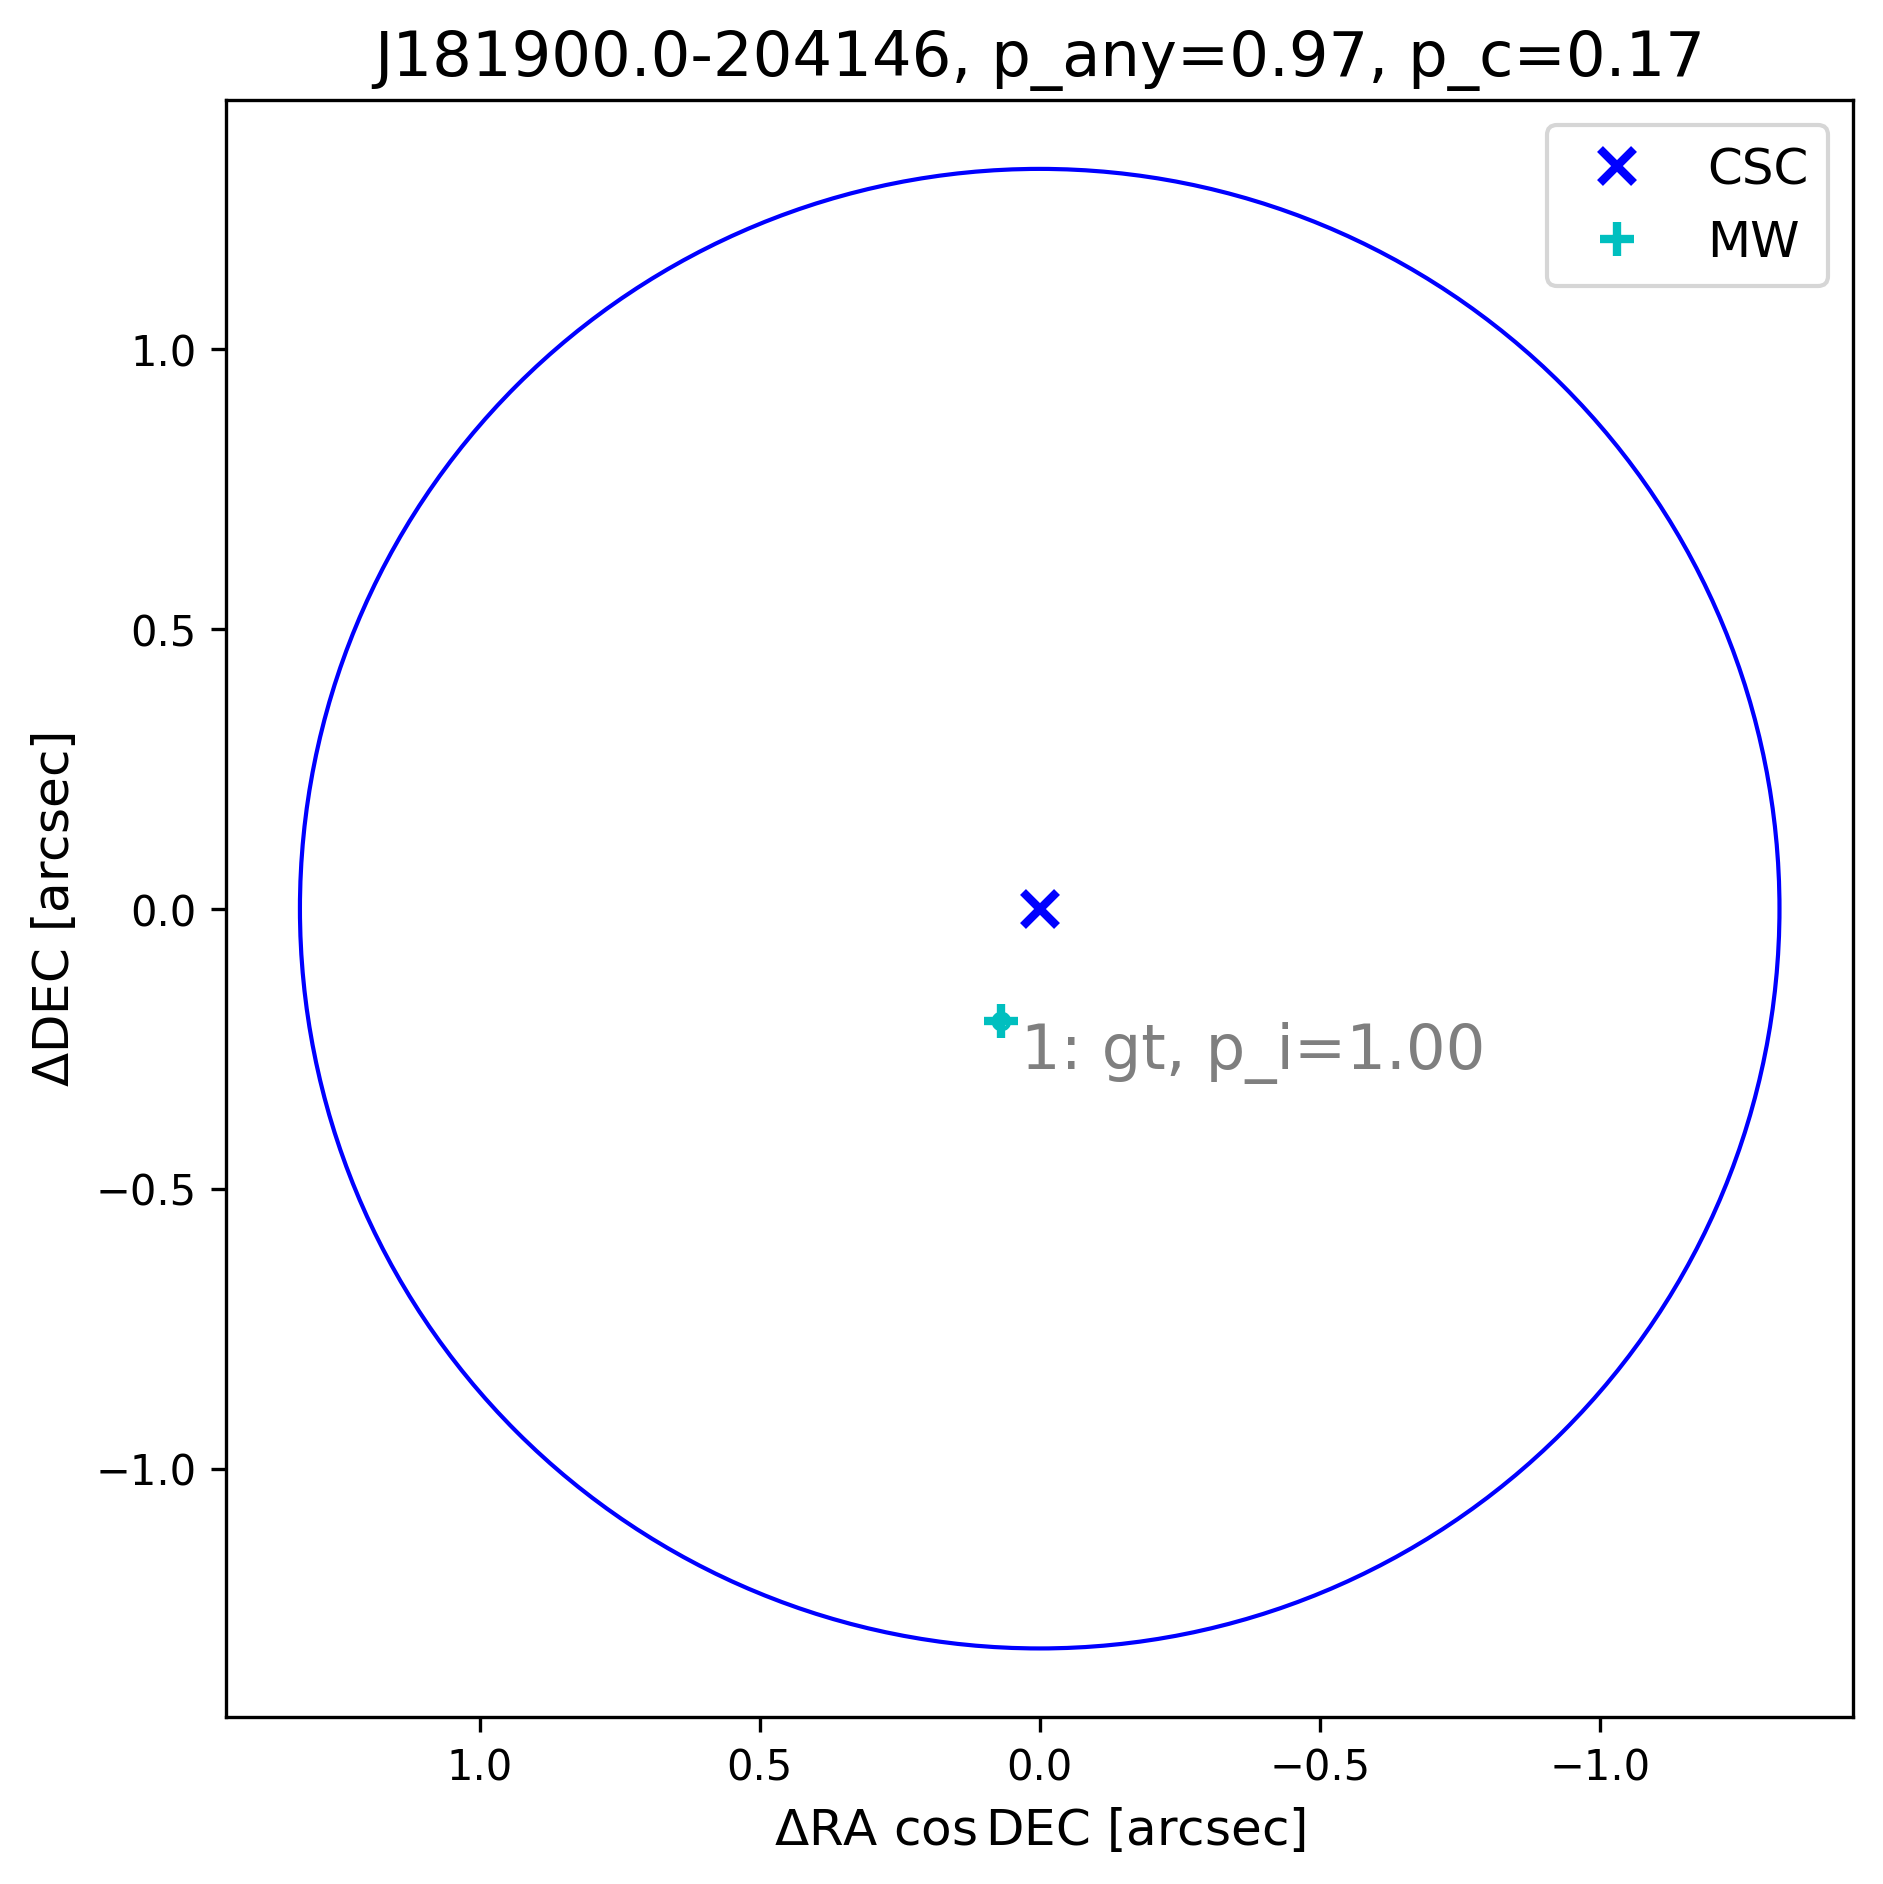 J181900.0-204146, p_any=0.97, p_c=0.17
CSC
MW
1.0
0.5
0.0
−0.5
−1.0
ΔDEC [arcsec]
1: gt, p_i=1.00
1.0
0.5
0.0
−0.5
−1.0
ΔRA cos DEC [arcsec]